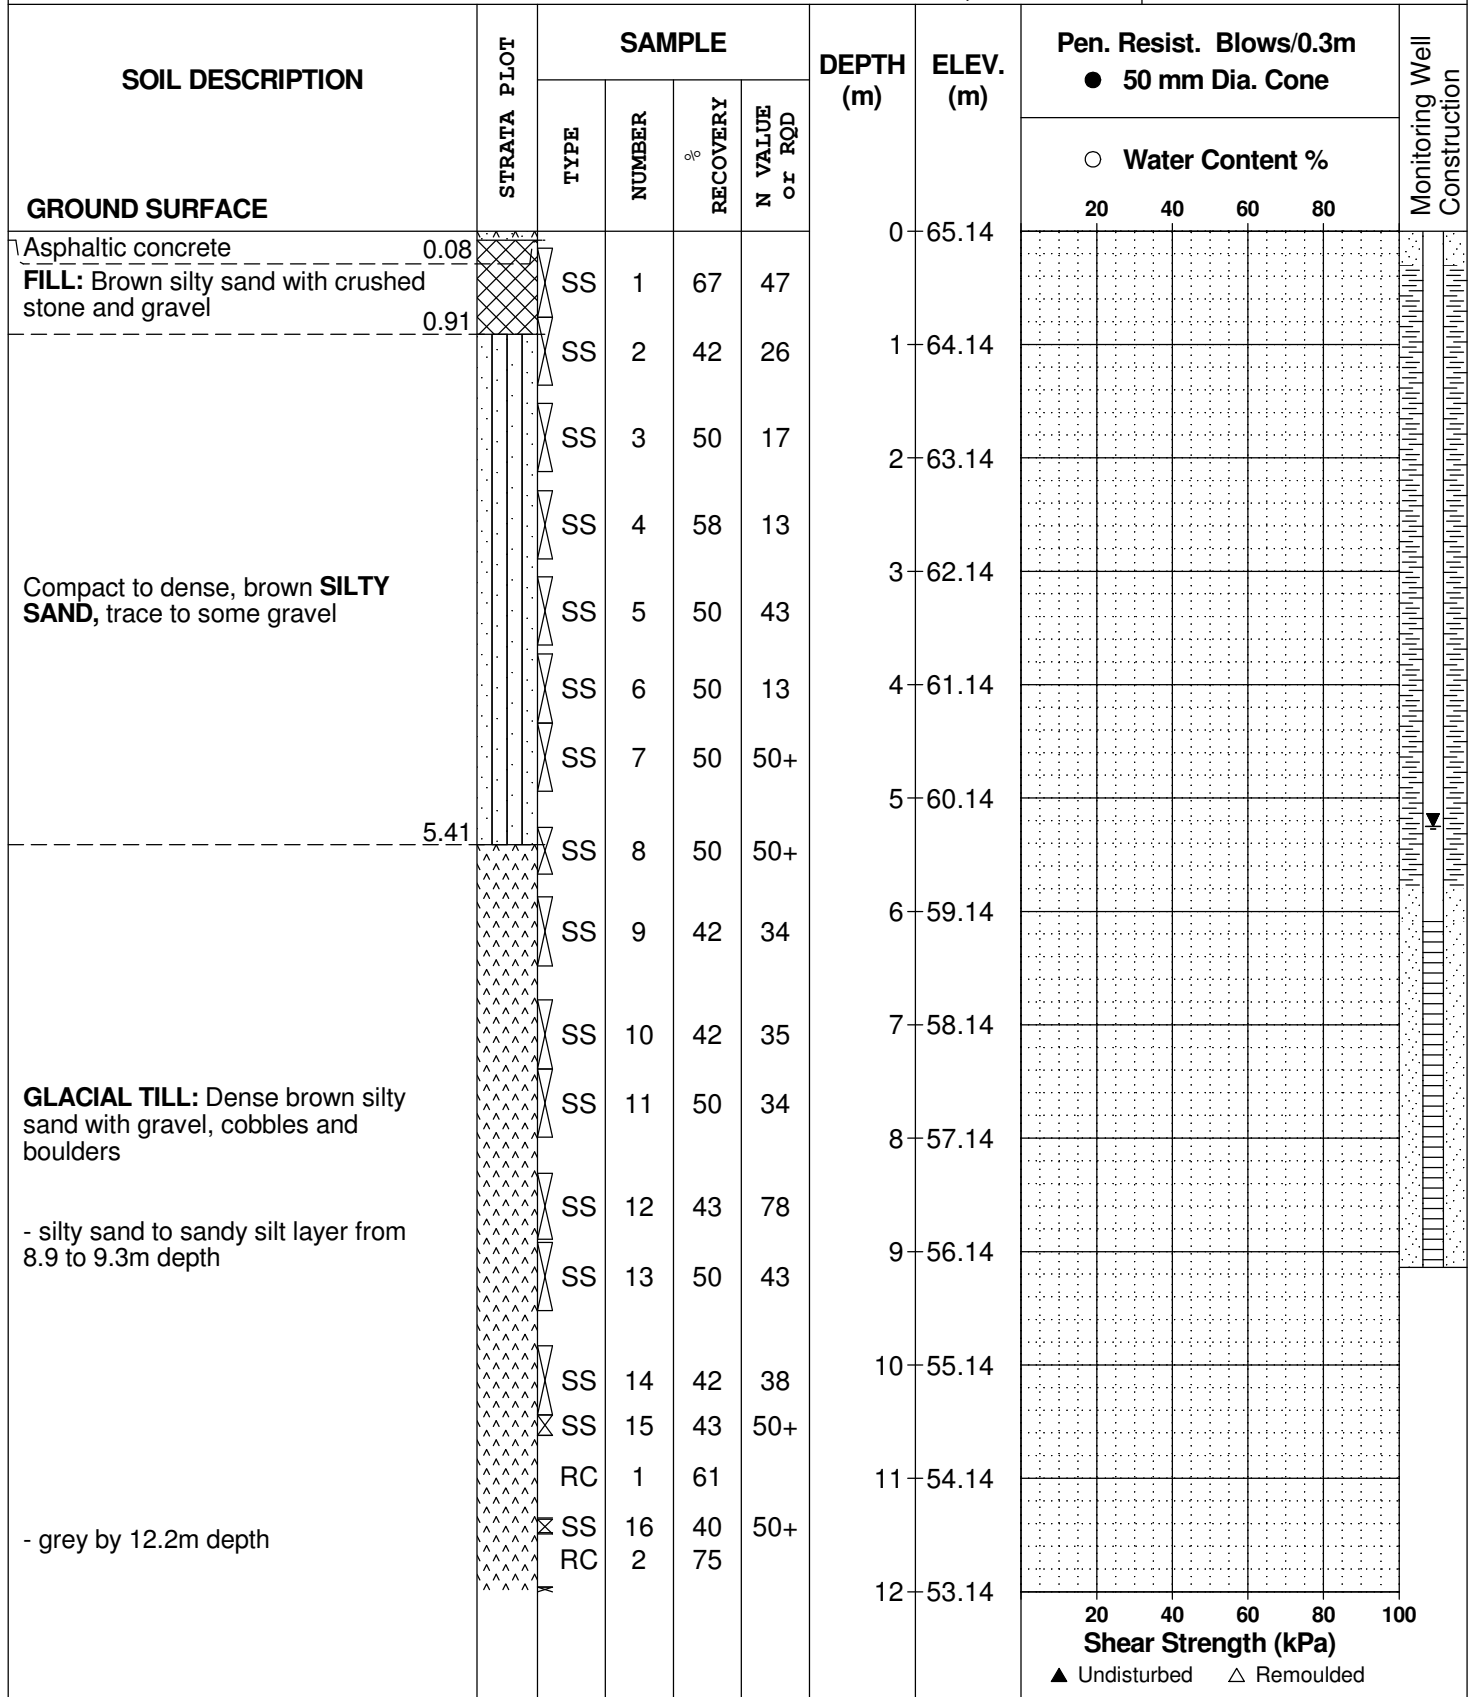 SOIL DESCRIPTION
GROUND SURFACE
STRATA PLOT
SAMPLE
TYPE
NUMBER
%
RECOVERY
N VALUE
or RQD
DEPTH
(m)
ELEV.
(m)
Pen. Resist. Blows/0.3m
● 50 mm Dia. Cone
○ Water Content %
20 40 60 80
Monitoring Well
Construction
0 65.14
Asphaltic concrete 0.08
FILL: Brown silty sand with crushed
stone and gravel
0.91
SS 1 67 47
1 64.14
SS 2 42 26
SS 3 50 17
2 63.14
SS 4 58 13
3 62.14
Compact to dense, brown SILTY
SAND, trace to some gravel
SS 5 50 43
4 61.14
SS 6 50 13
SS 7 50 50+
5 60.14
5.41
SS 8 50 50+
6 59.14
SS 9 42 34
7 58.14
SS 10 42 35
GLACIAL TILL: Dense brown silty
sand with gravel, cobbles and
boulders
SS 11 50 34
8 57.14
SS 12 43 78
- silty sand to sandy silt layer from
8.9 to 9.3m depth
9 56.14
SS 13 50 43
10 55.14
SS 14 42 38
SS 15 43 50+
RC 1 61
11 54.14
SS 16 40 50+
- grey by 12.2m depth
RC 2 75
12 53.14
20 40 60 80 100
Shear Strength (kPa)
▲ Undisturbed △ Remoulded